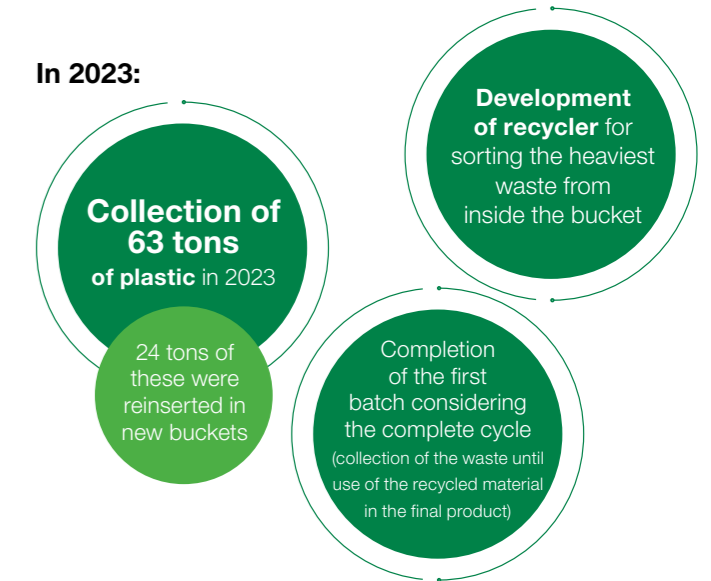 In 2023:
Collection of
63 tons
of plastic in 2023
24 tons of
these were
reinserted in
new buckets
Development
of recycler for
sorting the heaviest
waste from
inside the bucket
Completion
of the first
batch considering
the complete cycle
(collection of the waste until
use of the recycled material
in the final product)